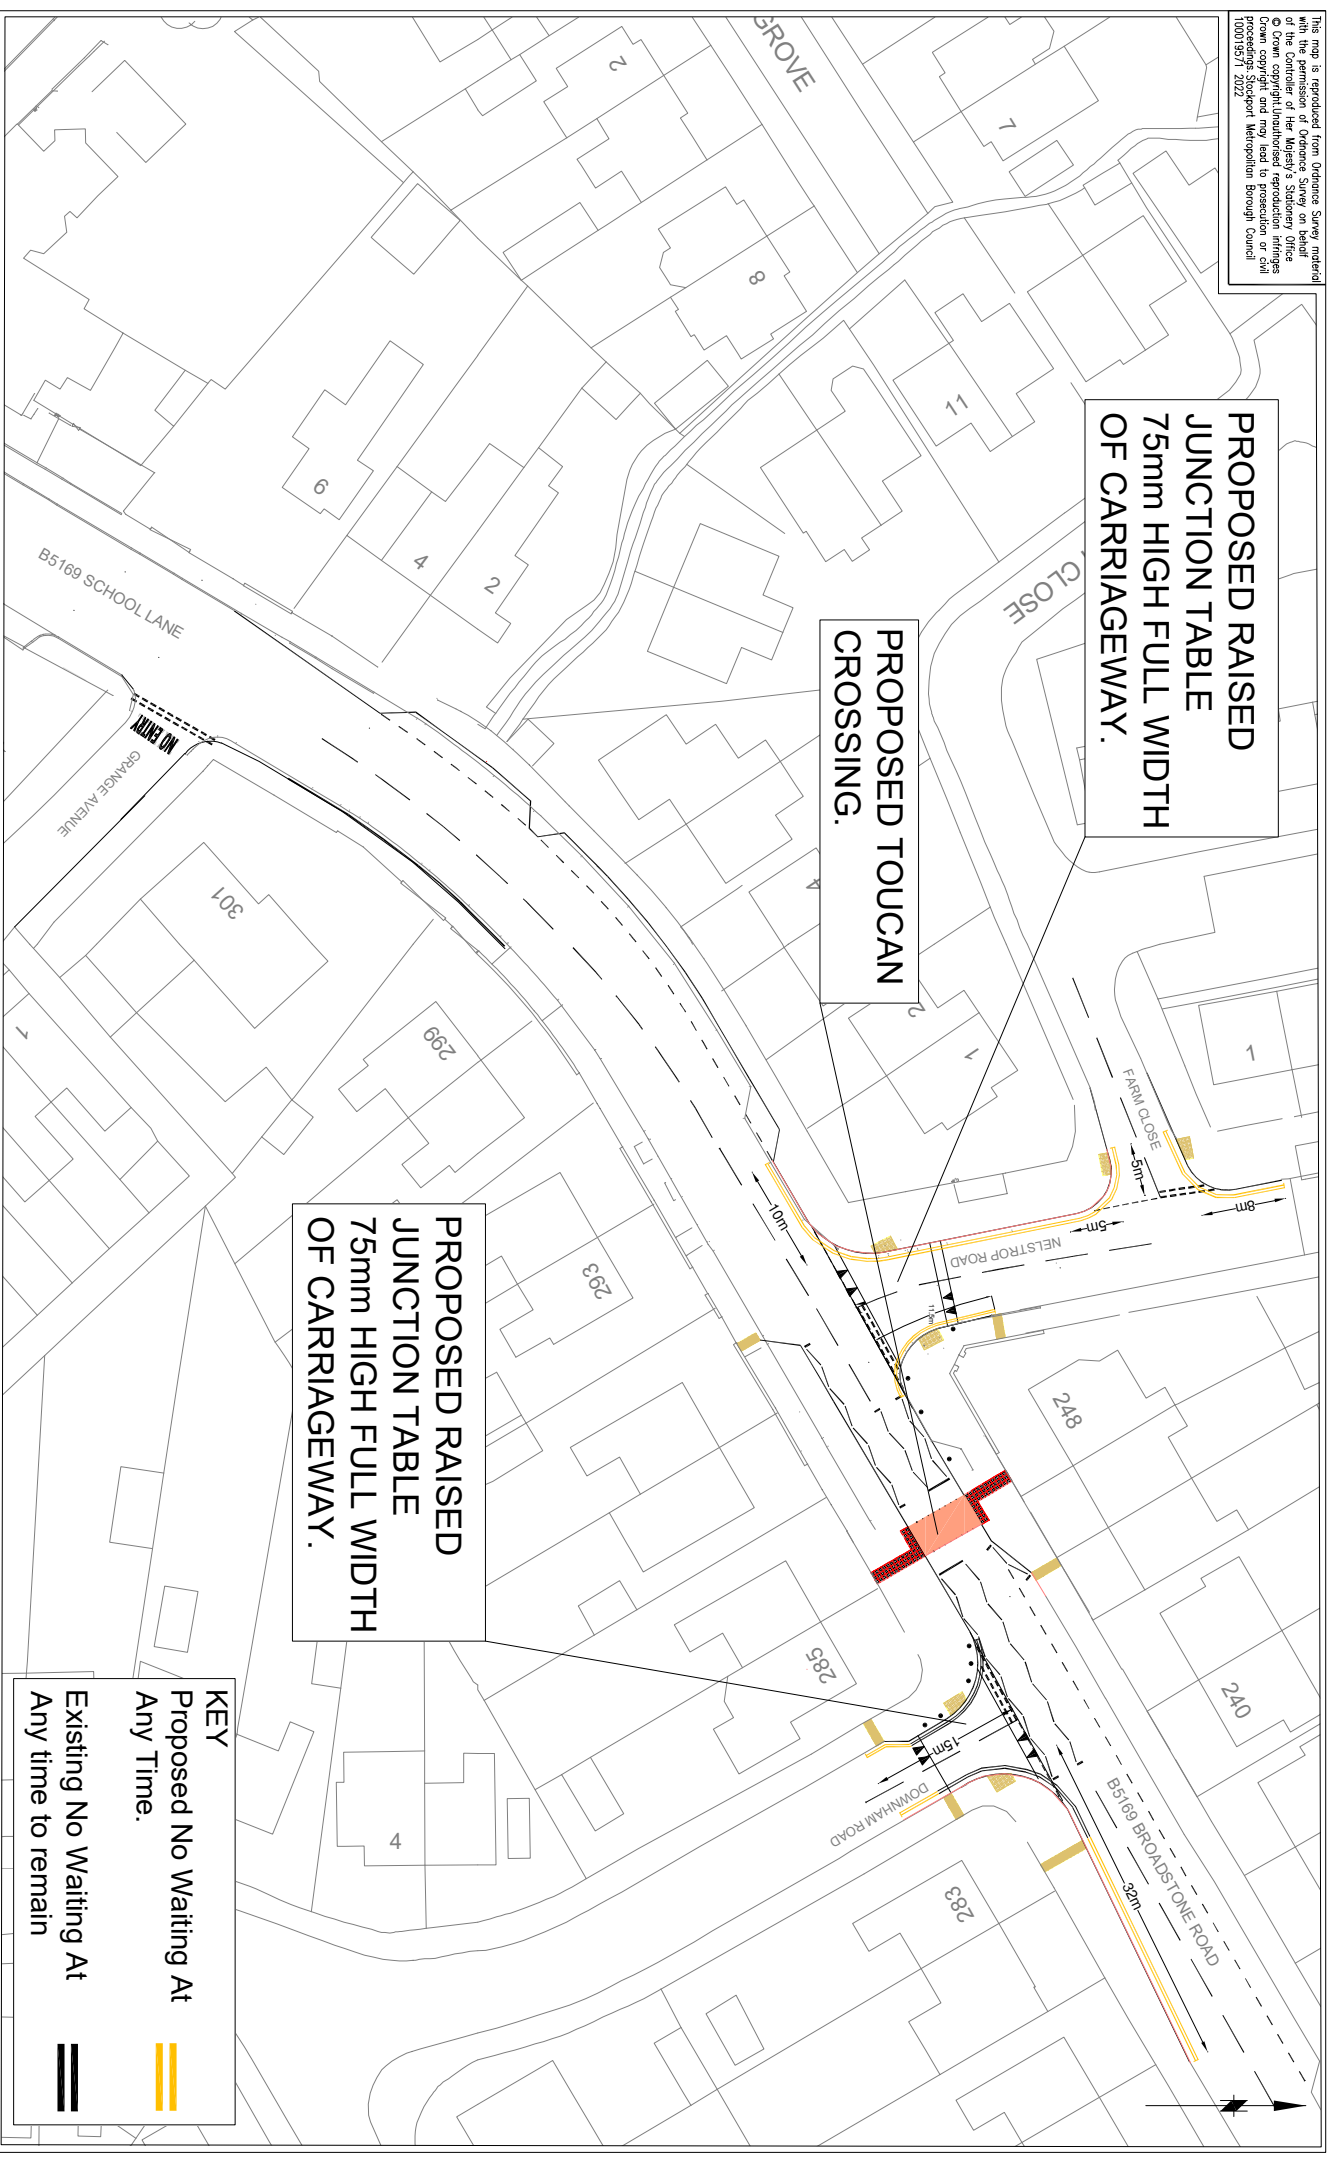 This map is reproduced from Ordnance Survey material
with the permission of Ordnance Survey on behalf
of the Controller of Her Majesty's Stationery Office
© Crown copyright.Unauthorised reproduction infringes
Crown copyright and may lead to prosecution or civil
proceedings. Stockport Metropolitan Borough Council
100019571 2022
PROPOSED RAISED
JUNCTION TABLE
75mm HIGH FULL WIDTH
OF CARRIAGEWAY.
PROPOSED TOUCAN
CROSSING.
PROPOSED RAISED
JUNCTION TABLE
75mm HIGH FULL WIDTH
OF CARRIAGEWAY.
KEY
Proposed No Waiting At
Any Time.
Existing No Waiting At
Any time to remain
GROVE
CLOSE
FARM CLOSE
NELSTROP ROAD
B5169 SCHOOL LANE
NO ENTRY
GRANGE AVENUE
DOWNHAM ROAD
B5169 BROADSTONE ROAD
2
7
8
11
6
4
2
4
2
1
1
301
299
293
285
283
248
240
4
1
10m
5m
5m
8m
11.5m
15m
32m